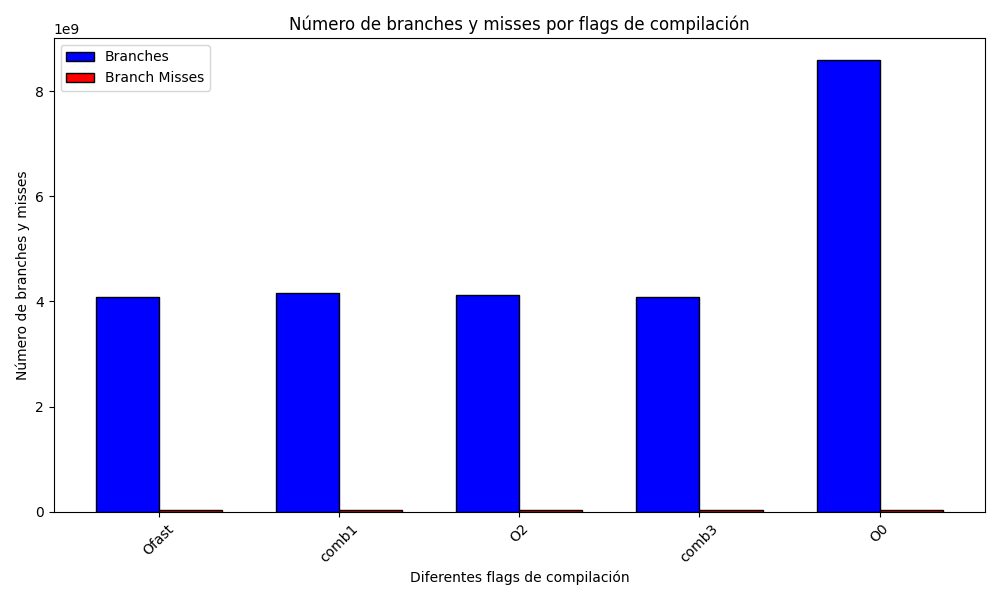 Número de branches y misses por flags de compilación
1e9
Branches
Branch Misses
8
6
4
2
0
Número de branches y misses
Ofast
comb1
O2
comb3
O0
Diferentes flags de compilación